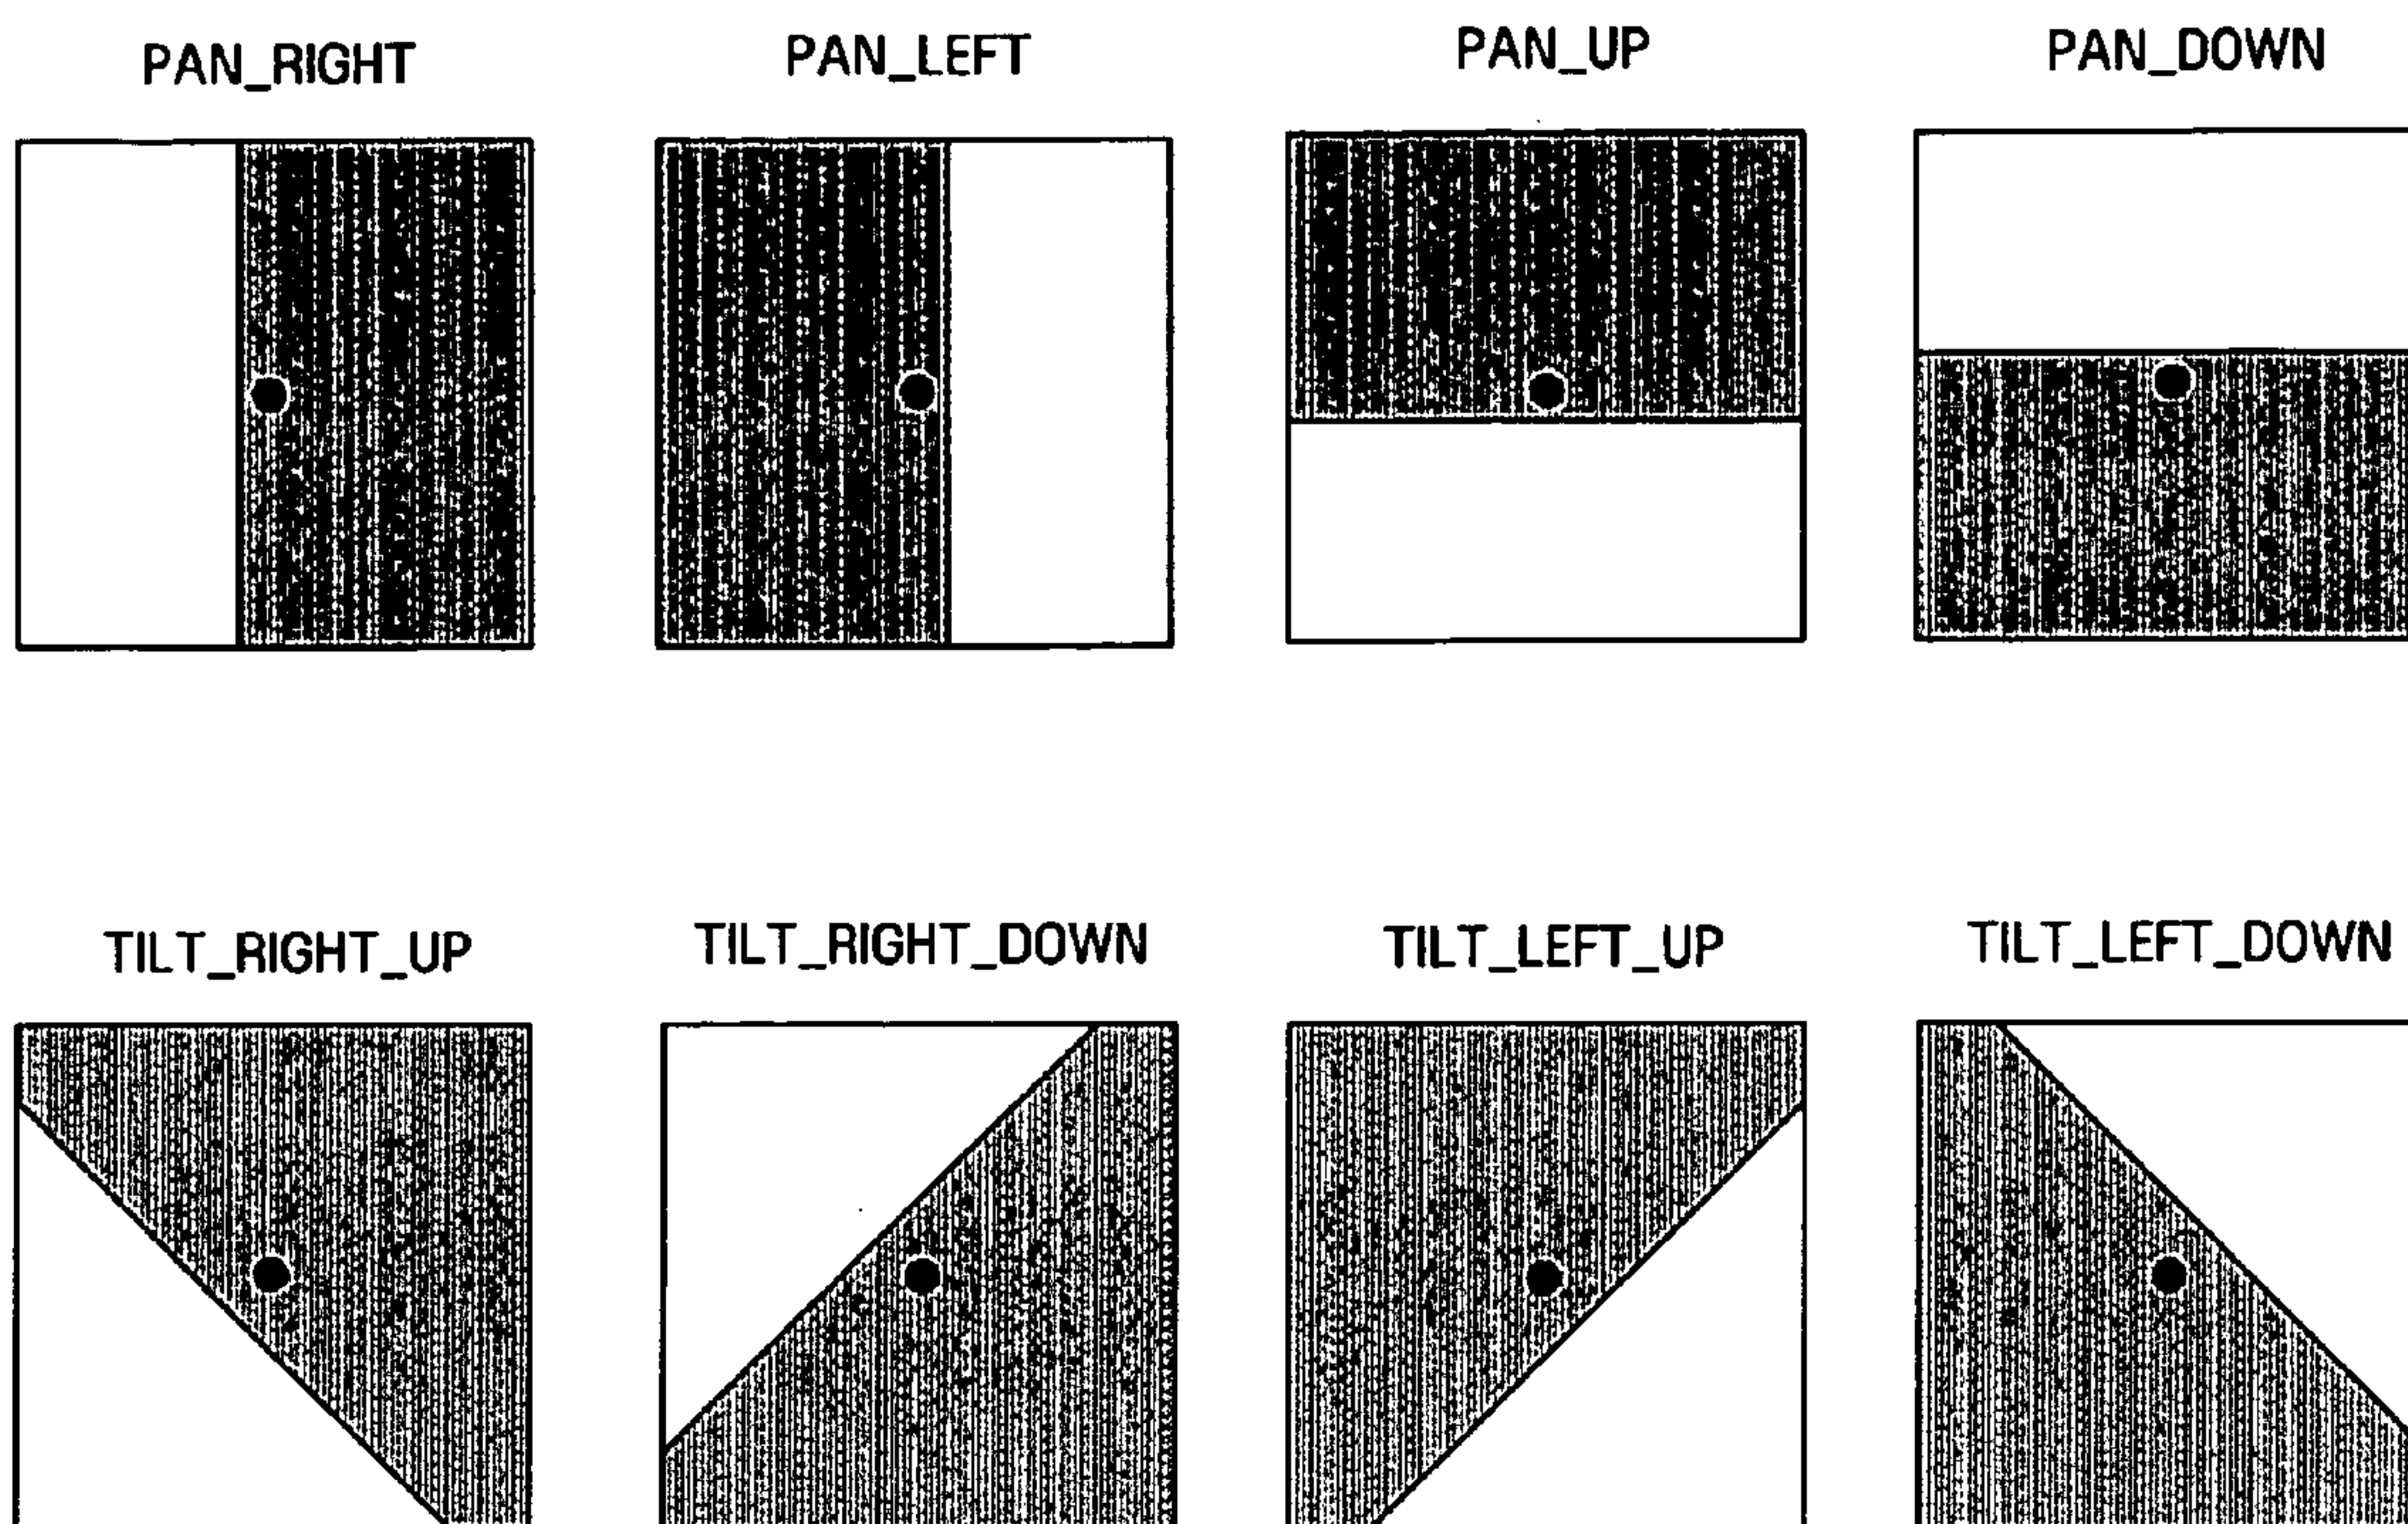 PAN_RIGHT
PAN_LEFT
PAN_UP
PAN_DOWN
TILT_RIGHT_UP
TILT_RIGHT_DOWN
TILT_LEFT_UP
TILT_LEFT_DOWN